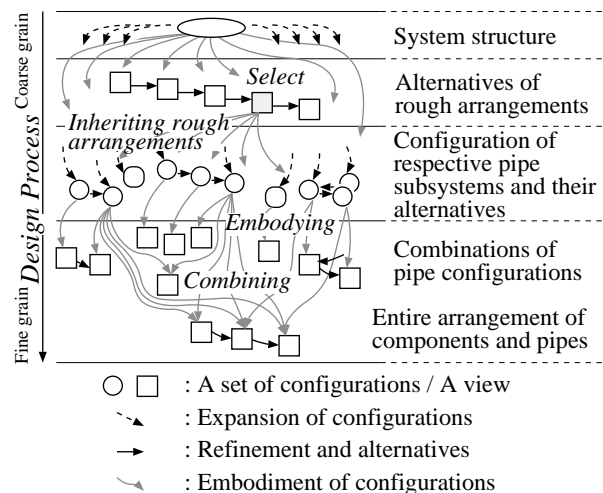 Coarse grain
Design Process
Fine grain
System structure
Select
Alternatives of
rough arrangements
Inheriting rough
arrangements
Configuration of
respective pipe
subsystems and their
alternatives
Embodying
Combining
Combinations of
pipe configurations
Entire arrangement of
components and pipes
: A set of configurations / A view
: Expansion of configurations
: Refinement and alternatives
: Embodiment of configurations